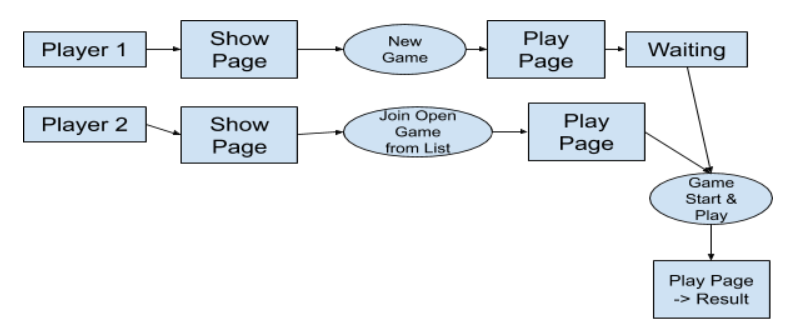 Player 1
Show
Page
New
Game
Play
Page
Waiting
Player 2
Show
Page
Join Open
Game
from List
Play
Page
Game
Start &
Play
Play Page
-> Result